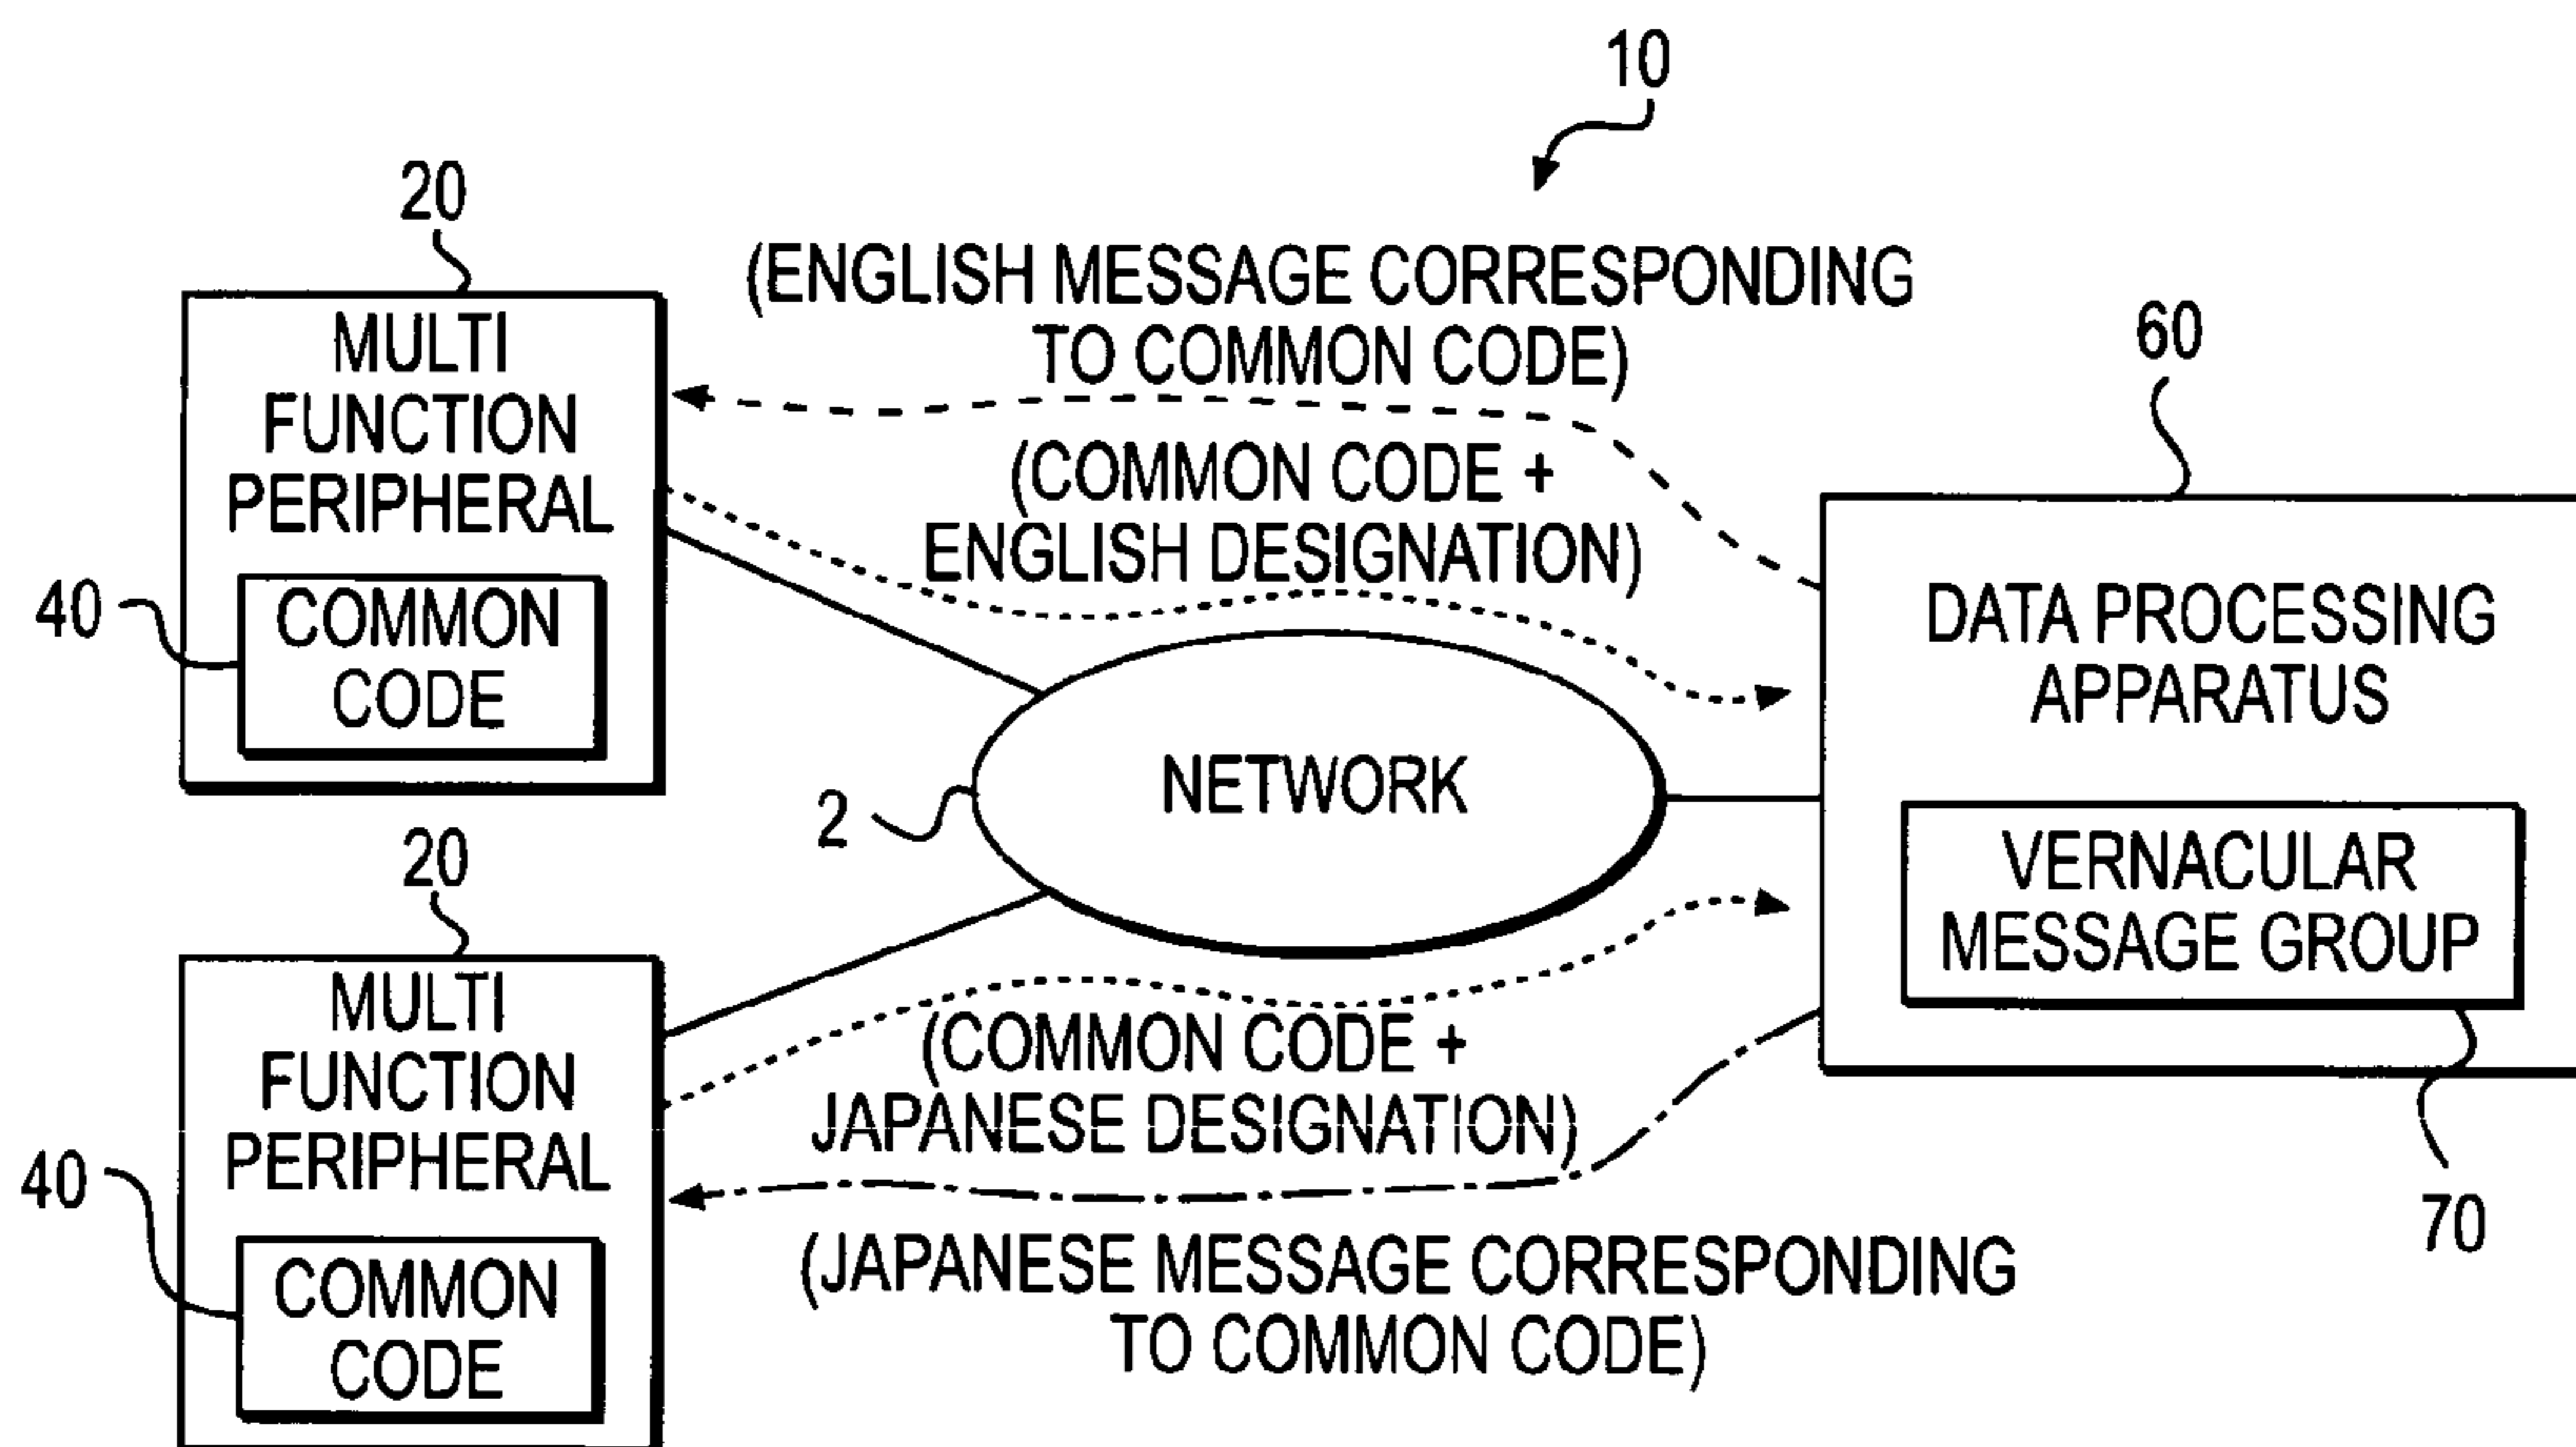 10
20
MULTI
FUNCTION
PERIPHERAL
40
COMMON
CODE
(ENGLISH MESSAGE CORRESPONDING
TO COMMON CODE)
(COMMON CODE +
ENGLISH DESIGNATION)
60
DATA PROCESSING
APPARATUS
2
NETWORK
VERNACULAR
MESSAGE GROUP
70
20
MULTI
FUNCTION
PERIPHERAL
40
COMMON
CODE
(COMMON CODE +
JAPANESE DESIGNATION)
(JAPANESE MESSAGE CORRESPONDING
TO COMMON CODE)